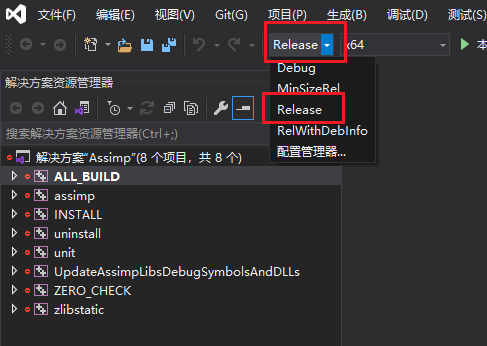 文件(F) 编辑(E) 视图(V) Git(G) 项目(P) 生成(B) 调试(D) 测试(S)
Release x64 本
Debug
MinSizeRel
Release
RelWithDebInfo
配置管理器...
解决方案资源管理器
搜索解决方案资源管理器(Ctrl+;)
解决方案"Assimp"(8 个项目，共 8 个)
ALL_BUILD
assimp
INSTALL
uninstall
unit
UpdateAssimpLibsDebugSymbolsAndDLLs
ZERO_CHECK
zlibstatic